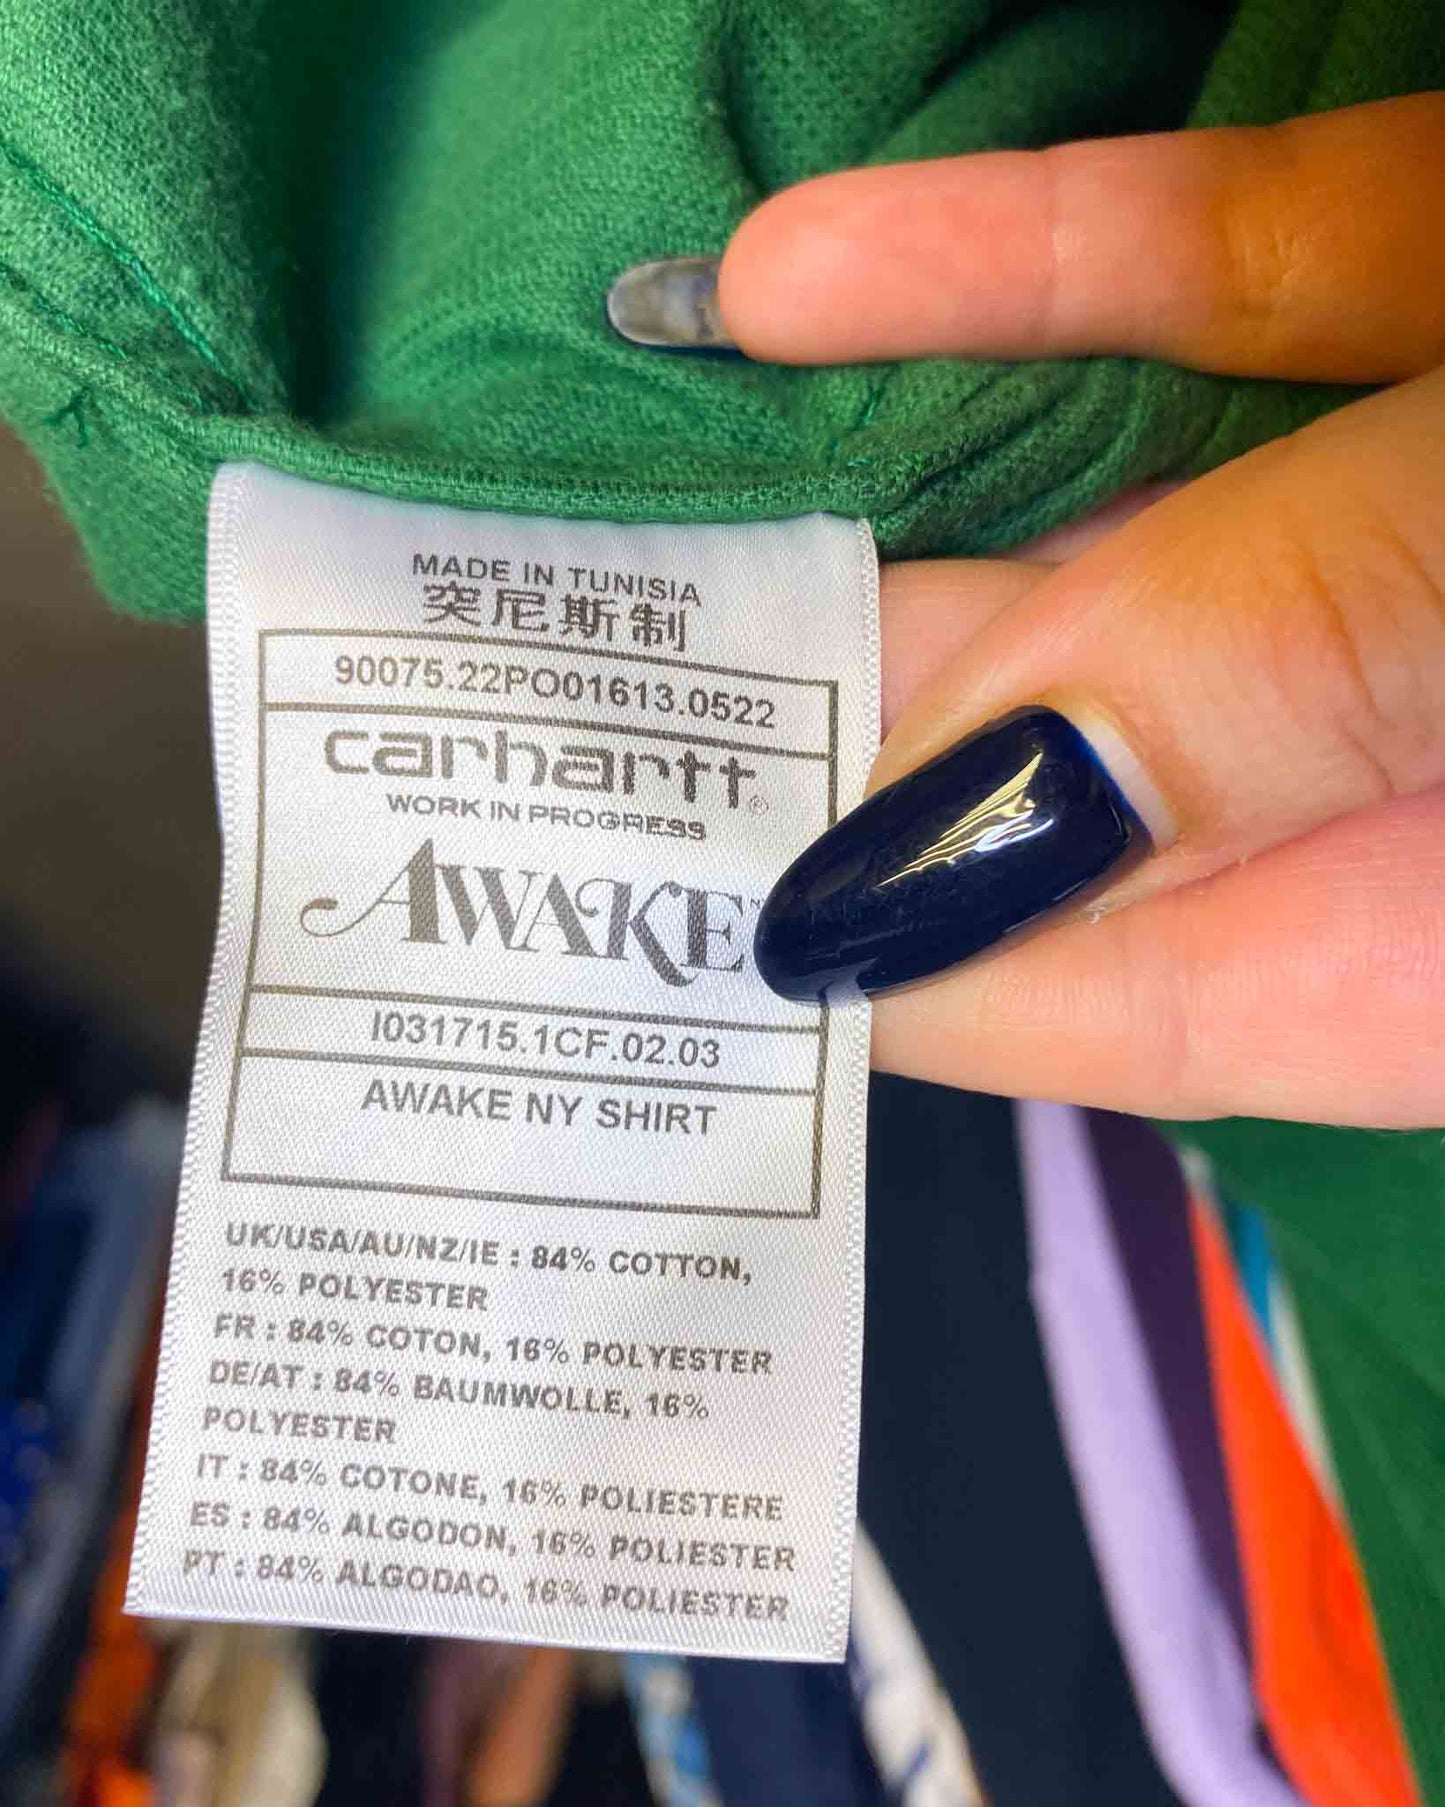 MADE IN TUNISIA
突尼斯制
90075.22PO01613.0522
carhartt®
WORK IN PROGRESS
AWAKE
I031715.1CF.02.03
AWAKE NY SHIRT
UK/USA/AU/NZ/IE : 84% COTTON,
16% POLYESTER
FR : 84% COTON, 16% POLYESTER
DE/AT : 84% BAUMWOLLE, 16%
POLYESTER
IT : 84% COTONE, 16% POLIESTERE
ES : 84% ALGODON, 16% POLIESTER
PT : 84% ALGODAO, 16% POLIESTER